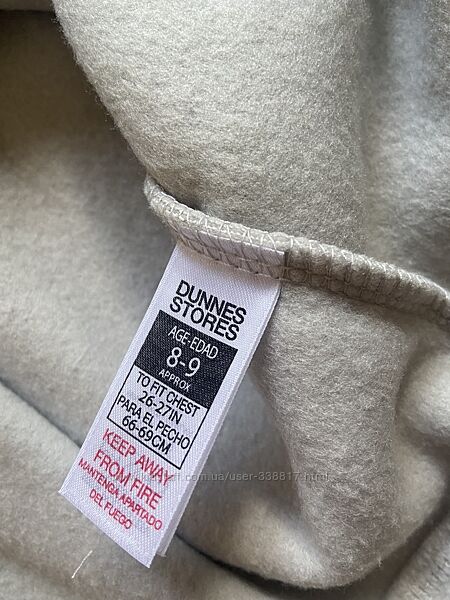 DUNNES
STORES
AGE-EDAD
8-9
APPROX
TO FIT CHEST
26-27IN
PARA EL PECHO
66-69CM
KEEP AWAY
FROM FIRE
MANTENGA APARTADO
DEL FUEGO